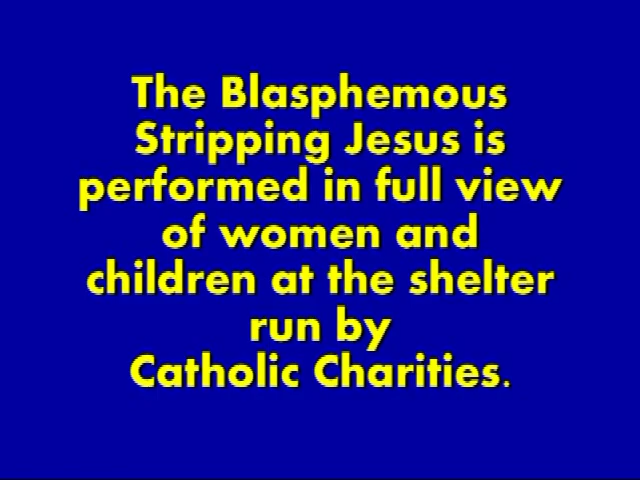 The Blasphemous
Stripping Jesus is
performed in full view
of women and
children at the shelter
run by
Catholic Charities.